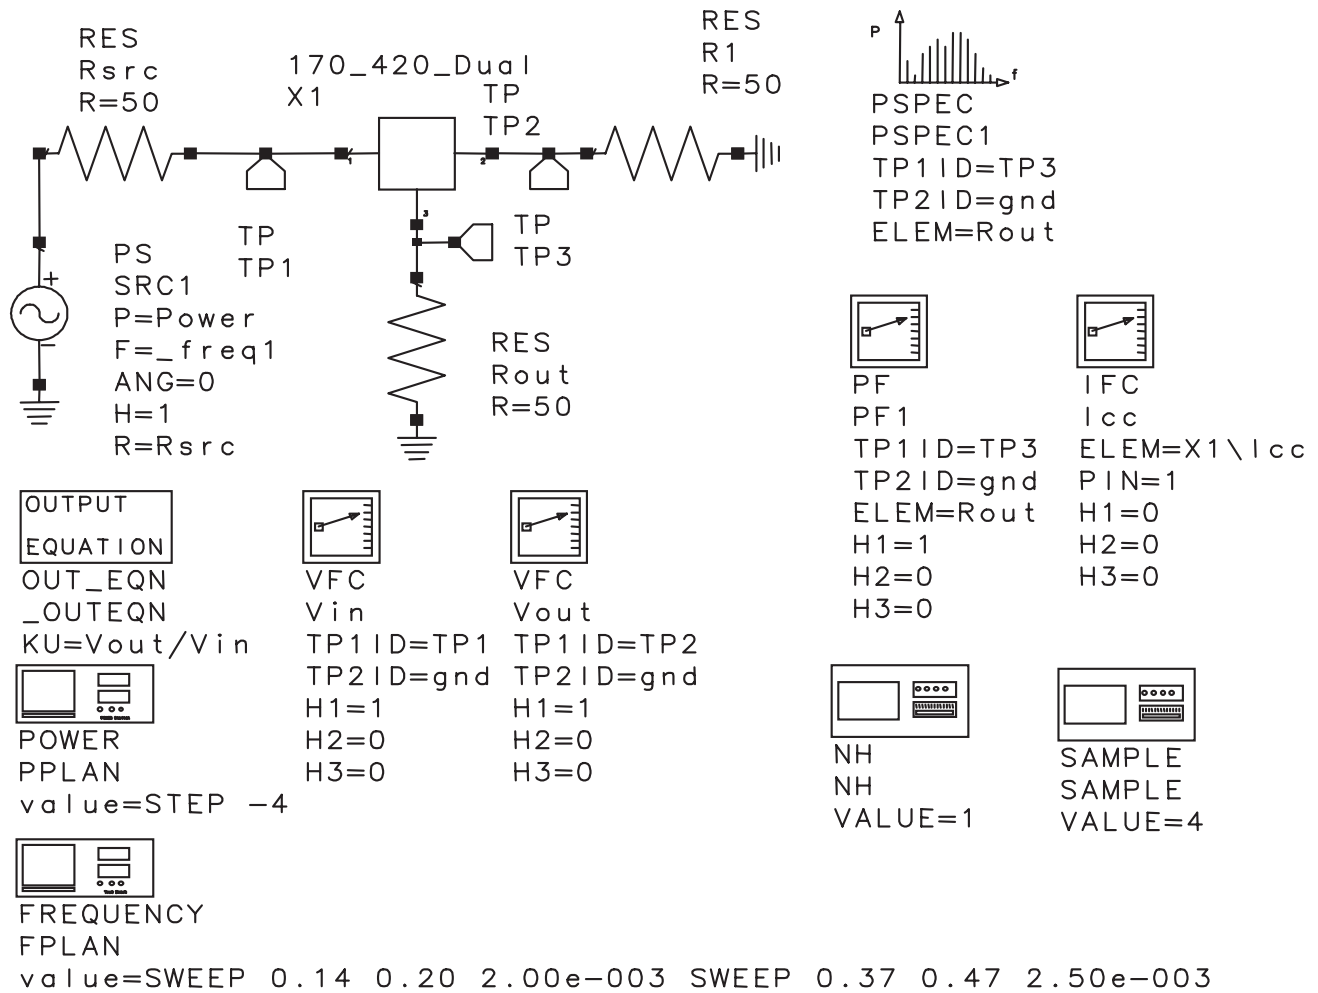 RES
Rsrc
R=50
170_420_Dual
X1
TP
TP2
RES
R1
R=50
P
f
PSPEC
PSPEC1
TP1ID=TP3
TP2ID=gnd
ELEM=Rout
1
2
3
TP
TP1
TP
TP3
PS
SRC1
P=Power
F=_freq1
ANG=0
H=1
R=Rsrc
+
−
RES
Rout
R=50
PF
PF1
TP1ID=TP3
TP2ID=gnd
ELEM=Rout
H1=1
H2=0
H3=0
IFC
Icc
ELEM=X1\Icc
PIN=1
H1=0
H2=0
H3=0
OUTPUT
EQUATION
OUT_EQN
_OUTEQN
KU=Vout/Vin
VFC
Vin
TP1ID=TP1
TP2ID=gnd
H1=1
H2=0
H3=0
VFC
Vout
TP1ID=TP2
TP2ID=gnd
H1=1
H2=0
H3=0
POWER
PPLAN
value=STEP -4
NH
NH
VALUE=1
SAMPLE
SAMPLE
VALUE=4
FREQUENCY
FPLAN
value=SWEEP 0.14 0.20 2.00e-003 SWEEP 0.37 0.47 2.50e-003